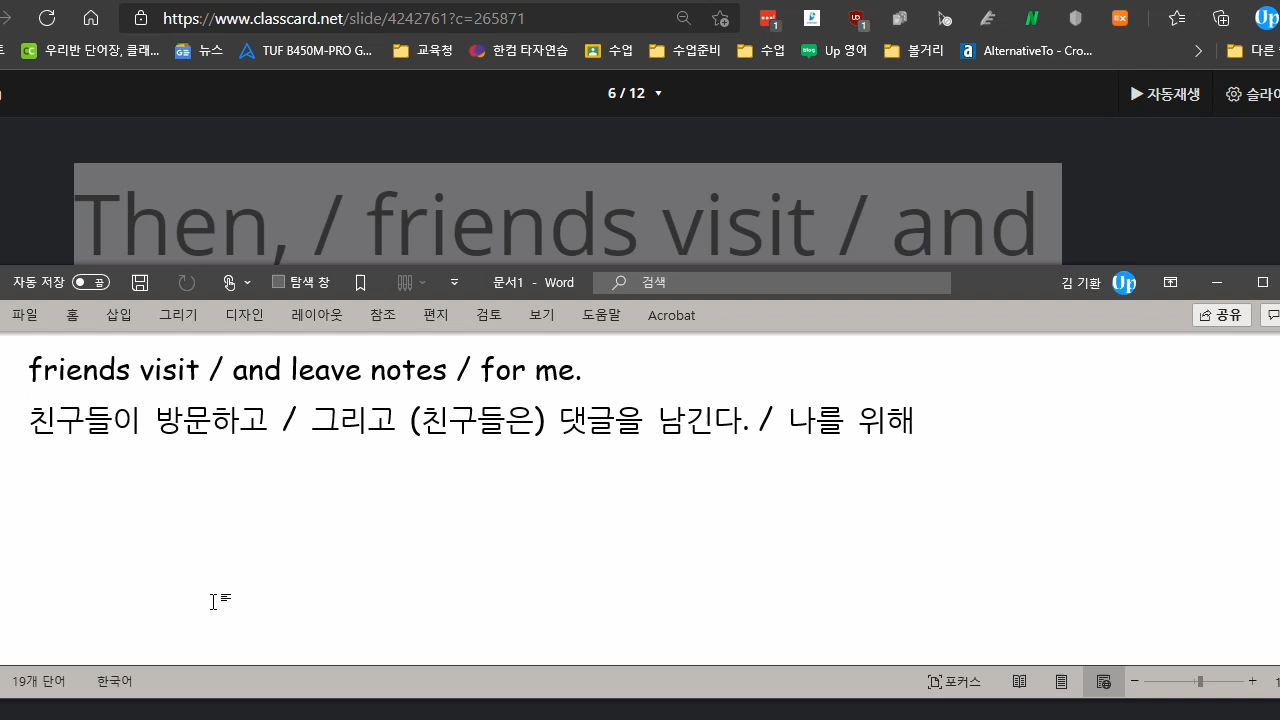 https://www.classcard.net/slide/4242761?c=265871
1
1
Up
우리반 단어장, 클래...
뉴스
TUF B450M-PRO G...
교육청
한컴 타자연습
수업
수업준비
수업
Up 영어
볼거리
AlternativeTo - Cro...
다른
6 / 12
자동재생
슬라이
Then, / friends visit / and
자동 저장
끔
탐색 창
문서1 - Word
검색
김 기환
Up
파일 홈 삽입 그리기 디자인 레이아웃 참조 편지 검토 보기 도움말 Acrobat
공유
friends visit / and leave notes / for me.
친구들이 방문하고 / 그리고 (친구들은) 댓글을 남긴다. / 나를 위해
19개 단어 한국어
포커스